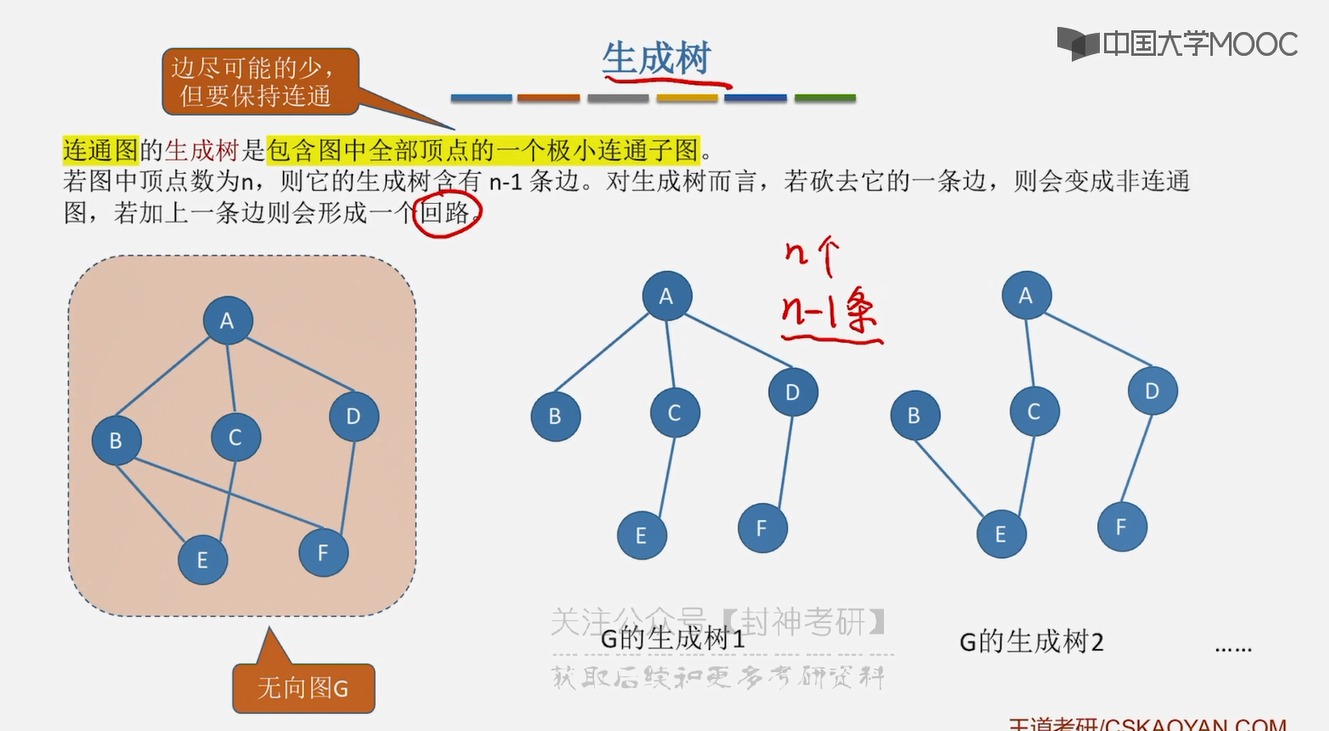 中国大学MOOC
生成树
边尽可能的少，
但要保持连通
连通图的生成树是包含图中全部顶点的一个极小连通子图。
若图中顶点数为n，则它的生成树含有 n-1 条边。对生成树而言，若砍去它的一条边，则会变成非连通
图，若加上一条边则会形成一个回路。
n个
n-1条
A
B
C
D
E
F
无向图G
A
B
C
D
E
F
G的生成树1
A
B
C
D
E
F
G的生成树2
……
关注公众号【封神考研】
获取后续和更多考研资料
王道考研/CSKAOYAN.COM